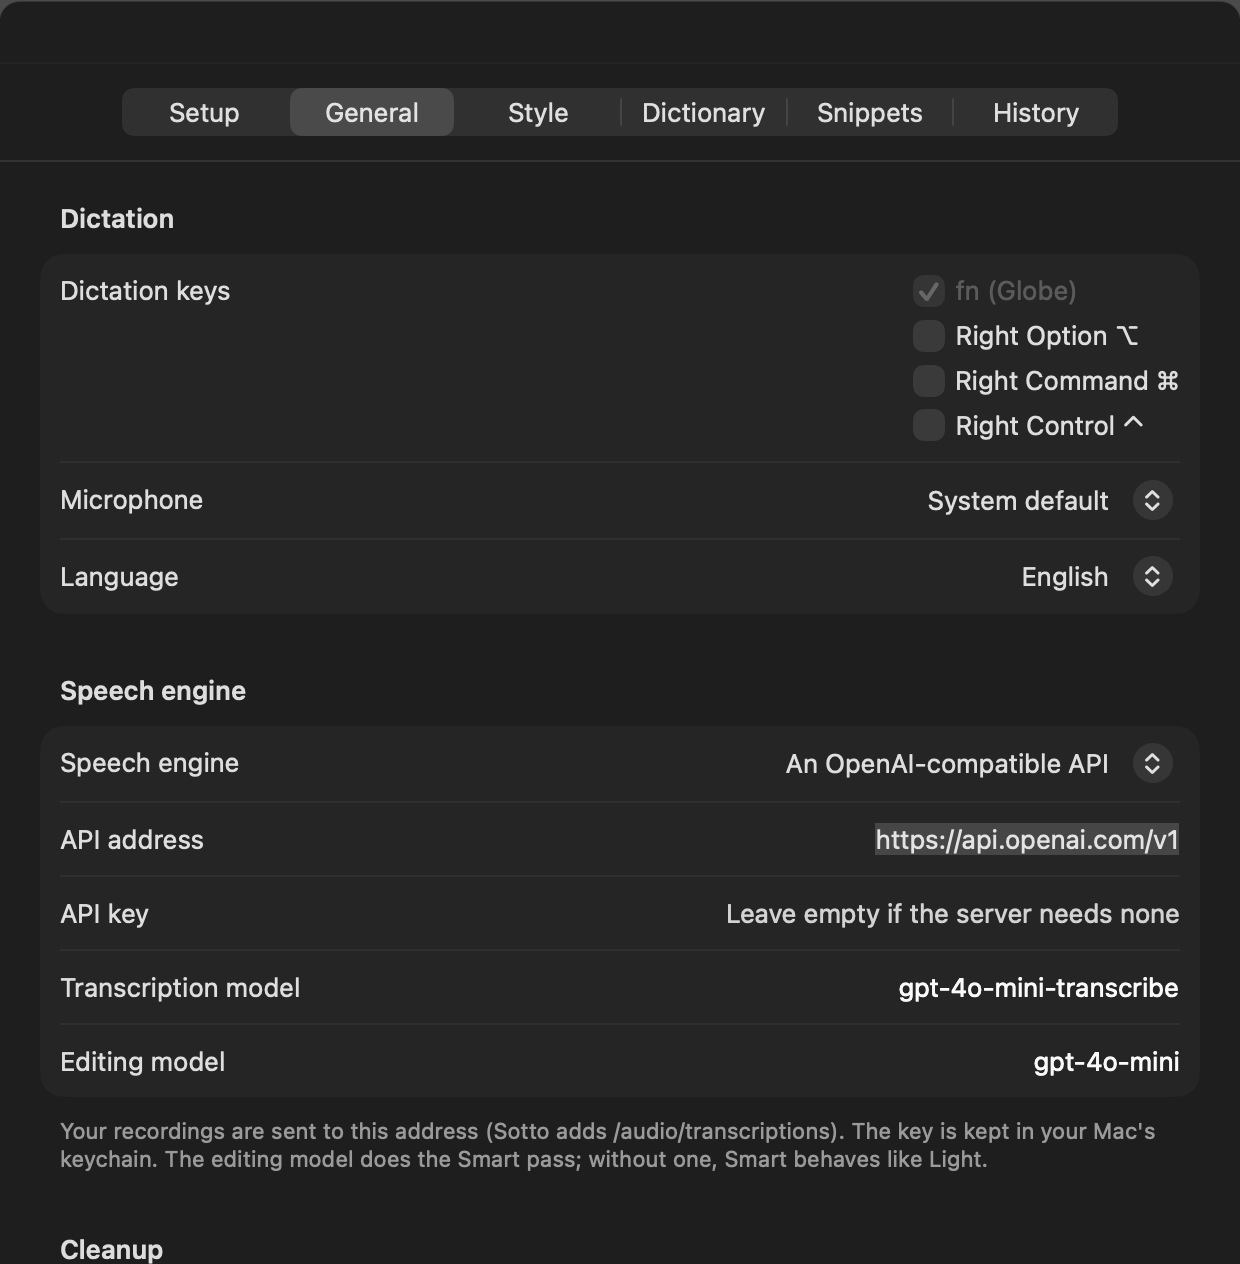 Setup
General
Style
Dictionary
Snippets
History
Dictation
Dictation keys
fn (Globe)
Right Option ⌥
Right Command ⌘
Right Control ^
Microphone
System default
Language
English
Speech engine
Speech engine
An OpenAI-compatible API
API address
https://api.openai.com/v1
API key
Leave empty if the server needs none
Transcription model
gpt-4o-mini-transcribe
Editing model
gpt-4o-mini
Your recordings are sent to this address (Sotto adds /audio/transcriptions). The key is kept in your Mac's
keychain. The editing model does the Smart pass; without one, Smart behaves like Light.
Cleanup